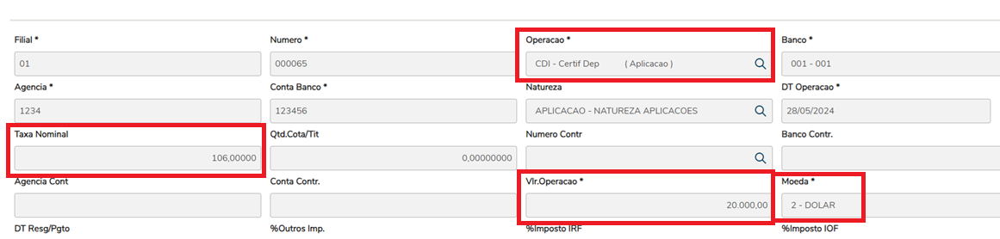 Filial * Numero * Operacao * Banco *
01 000065 CDI - Certif Dep ( Aplicacao ) 001 - 001
Agencia * Conta Banco * Natureza DT Operacao *
1234 123456 APLICACAO - NATUREZA APLICACOES 28/05/2024
Taxa Nominal Qtd.Cota/Tit Numero Contr Banco Contr.
106,00000 0,00000000
Agencia Cont Conta Contr. Vlr.Operacao * Moeda *
20.000,00 2 - DOLAR
DT Resg/Pgto %Outros Imp. %Imposto IRF %Imposto IOF